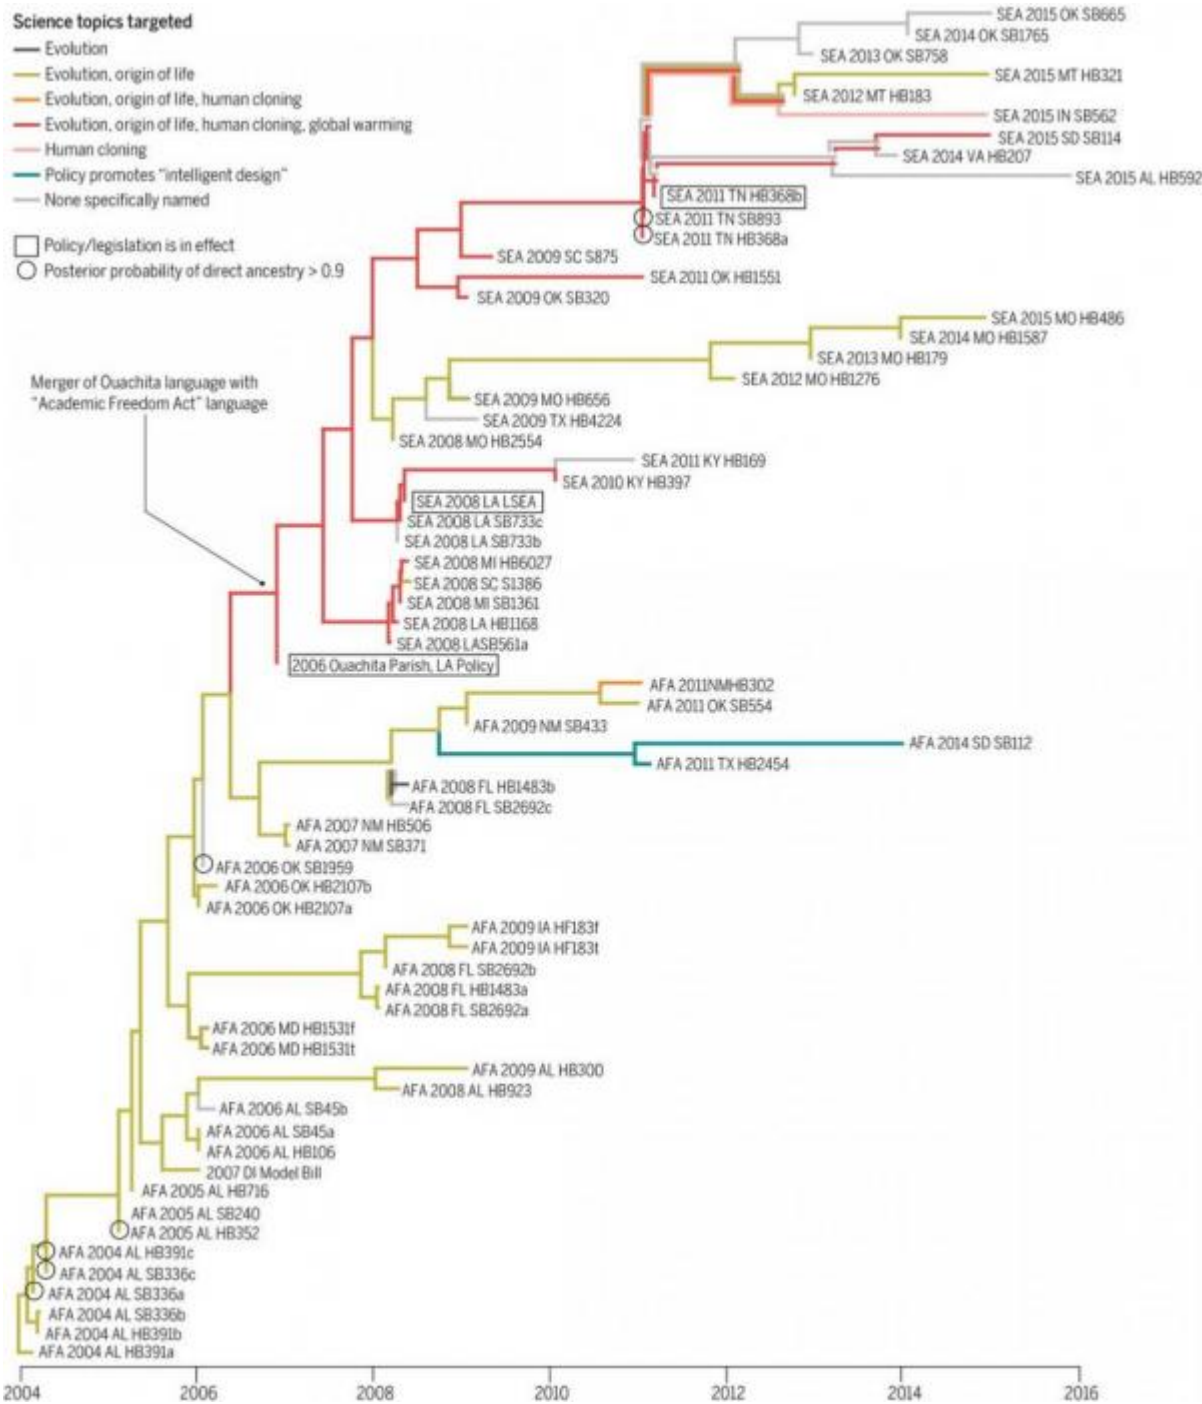 Science topics targeted
Evolution
Evolution, origin of life
Evolution, origin of life, human cloning
Evolution, origin of life, human cloning, global warming
Human cloning
Policy promotes “intelligent design”
None specifically named
Policy/legislation is in effect
Posterior probability of direct ancestry > 0.9
SEA 2015 OK SB665
SEA 2014 OK SB1765
SEA 2013 OK SB758
SEA 2015 MT HB321
SEA 2012 MT HB183
SEA 2015 IN SB562
SEA 2015 SD SB114
SEA 2014 VA HB207
SEA 2015 AL HB592
SEA 2011 TN HB368b
SEA 2011 TN SB893
SEA 2011 TN HB368a
SEA 2009 SC S875
SEA 2011 OK HB1551
SEA 2009 OK SB320
SEA 2015 MO HB486
SEA 2014 MO HB1587
SEA 2013 MO HB179
SEA 2012 MO HB1276
Merger of Ouachita language with
“Academic Freedom Act” language
SEA 2009 MO HB656
SEA 2009 TX HB4224
SEA 2008 MO HB2554
SEA 2011 KY HB169
SEA 2010 KY HB397
SEA 2008 LA LSEA
SEA 2008 LA SB733c
SEA 2008 LA SB733b
SEA 2008 MI HB6027
SEA 2008 SC S1386
SEA 2008 MI SB1361
SEA 2008 LA HB1168
SEA 2008 LASB561a
2006 Ouachita Parish, LA Policy
AFA 2011NMHB302
AFA 2011 OK SB554
AFA 2009 NM SB433
AFA 2014 SD SB112
AFA 2011 TX HB2454
AFA 2008 FL HB1483b
AFA 2008 FL SB2692c
AFA 2007 NM HB506
AFA 2007 NM SB371
AFA 2006 OK SB1959
AFA 2006 OK HB2107b
AFA 2006 OK HB2107a
AFA 2009 IA HF183f
AFA 2009 IA HF183t
AFA 2008 FL SB2692b
AFA 2008 FL HB1483a
AFA 2008 FL SB2692a
AFA 2006 MD HB1531f
AFA 2006 MD HB1531t
AFA 2009 AL HB300
AFA 2008 AL HB923
AFA 2006 AL SB45b
AFA 2006 AL SB45a
AFA 2006 AL HB106
2007 DI Model Bill
AFA 2005 AL HB716
AFA 2005 AL SB240
AFA 2005 AL HB352
AFA 2004 AL HB391c
AFA 2004 AL SB336c
AFA 2004 AL SB336a
AFA 2004 AL SB336b
AFA 2004 AL HB391b
AFA 2004 AL HB391a
2004 2006 2008 2010 2012 2014 2016